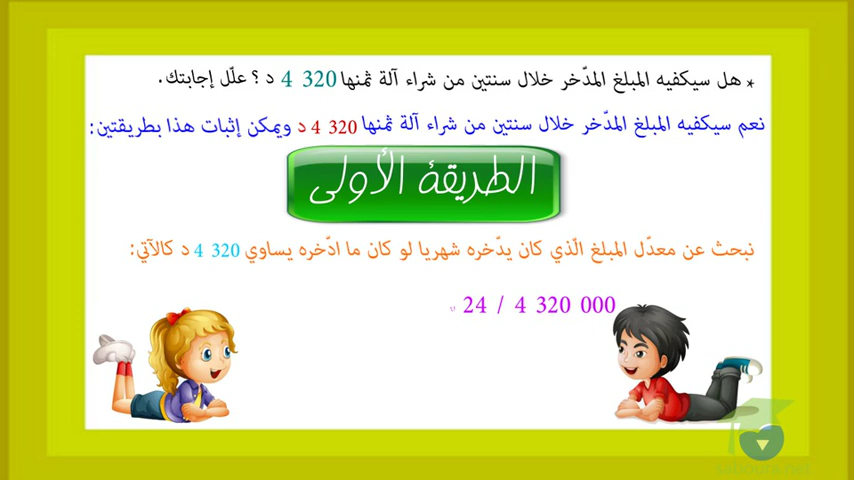 * هل سيكفيه المبلغ المدّخر خلال سنتين من شراء آلة ثمنها 320 4 د ؟ علّل إجابتك.
نعم سيكفيه المبلغ المدّخر خلال سنتين من شراء آلة ثمنها 320 4 د ويمكن إثبات هذا بطريقتين:
الطريقة الأولى
نبحث عن معدّل المبلغ الّذي كان يدّخره شهريا لو كان ما ادّخره يساوي 320 4 د كالآتي:
24 / 4 320 000